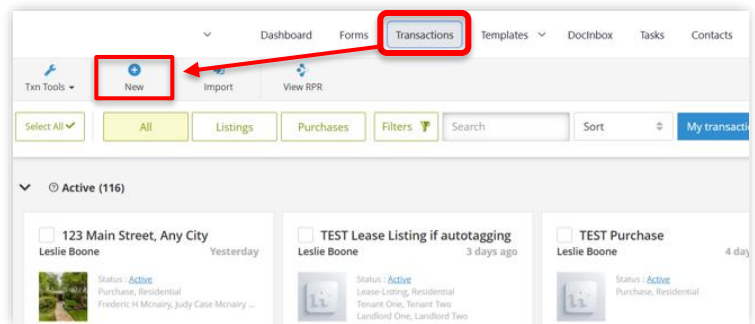 Dashboard Forms Transactions Templates DocInbox Tasks Contacts
Txn Tools New Import View RPR
Select All All Listings Purchases Filters Search Sort My transacti
Active (116)
123 Main Street, Any City TEST Lease Listing if autotagging TEST Purchase
Leslie Boone Yesterday Leslie Boone 3 days ago Leslie Boone 4 day
Status : Active Status : Active Status : Active
Purchase, Residential Lease-Listing, Residential Purchase, Residential
Frederic H Mcnairy, Judy Case Mcnairy ... Tenant One, Tenant Two
Landlord One, Landlord Two